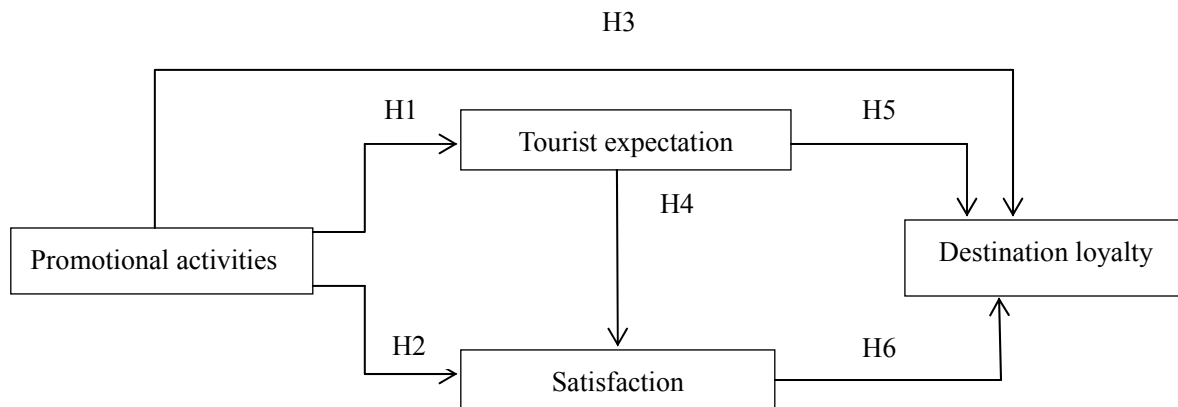 H3
H1
H5
Tourist expectation
H4
Promotional activities
Destination loyalty
H2
H6
Satisfaction